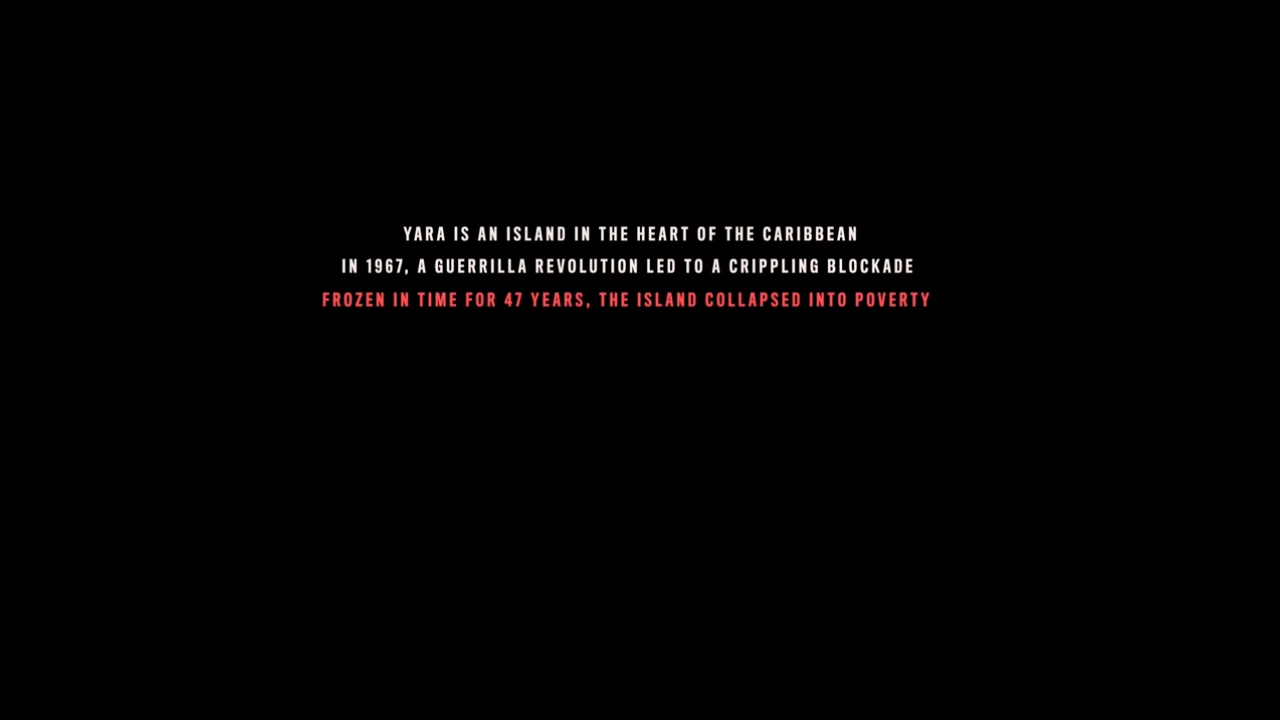 YARA IS AN ISLAND IN THE HEART OF THE CARIBBEAN
IN 1967, A GUERRILLA REVOLUTION LED TO A CRIPPLING BLOCKADE
FROZEN IN TIME FOR 47 YEARS, THE ISLAND COLLAPSED INTO POVERTY